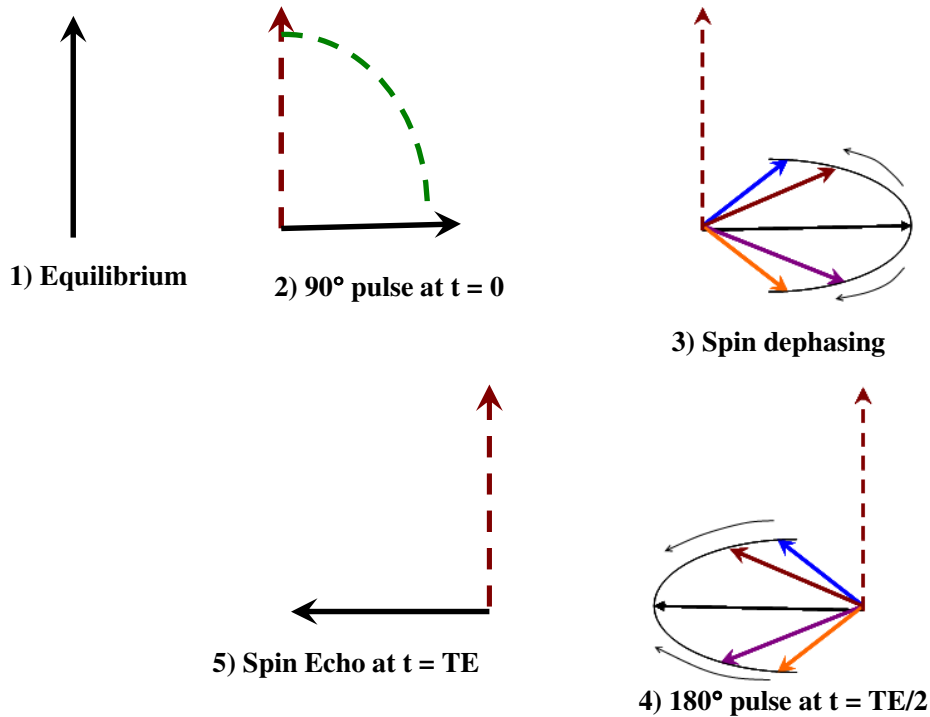 1) Equilibrium
2) 90° pulse at t = 0
3) Spin dephasing
5) Spin Echo at t = TE
4) 180° pulse at t = TE/2